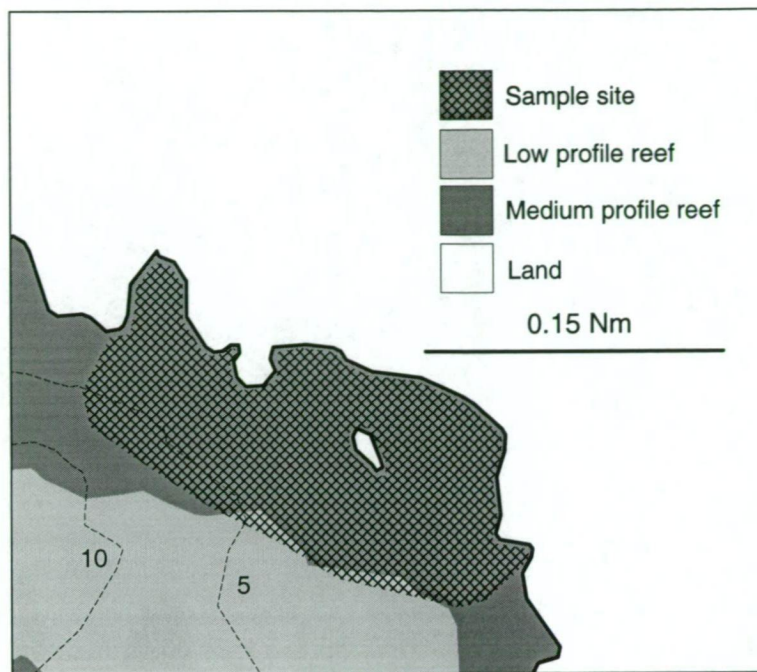 Sample site
Low profile reef
Medium profile reef
Land
0.15 Nm
10
5